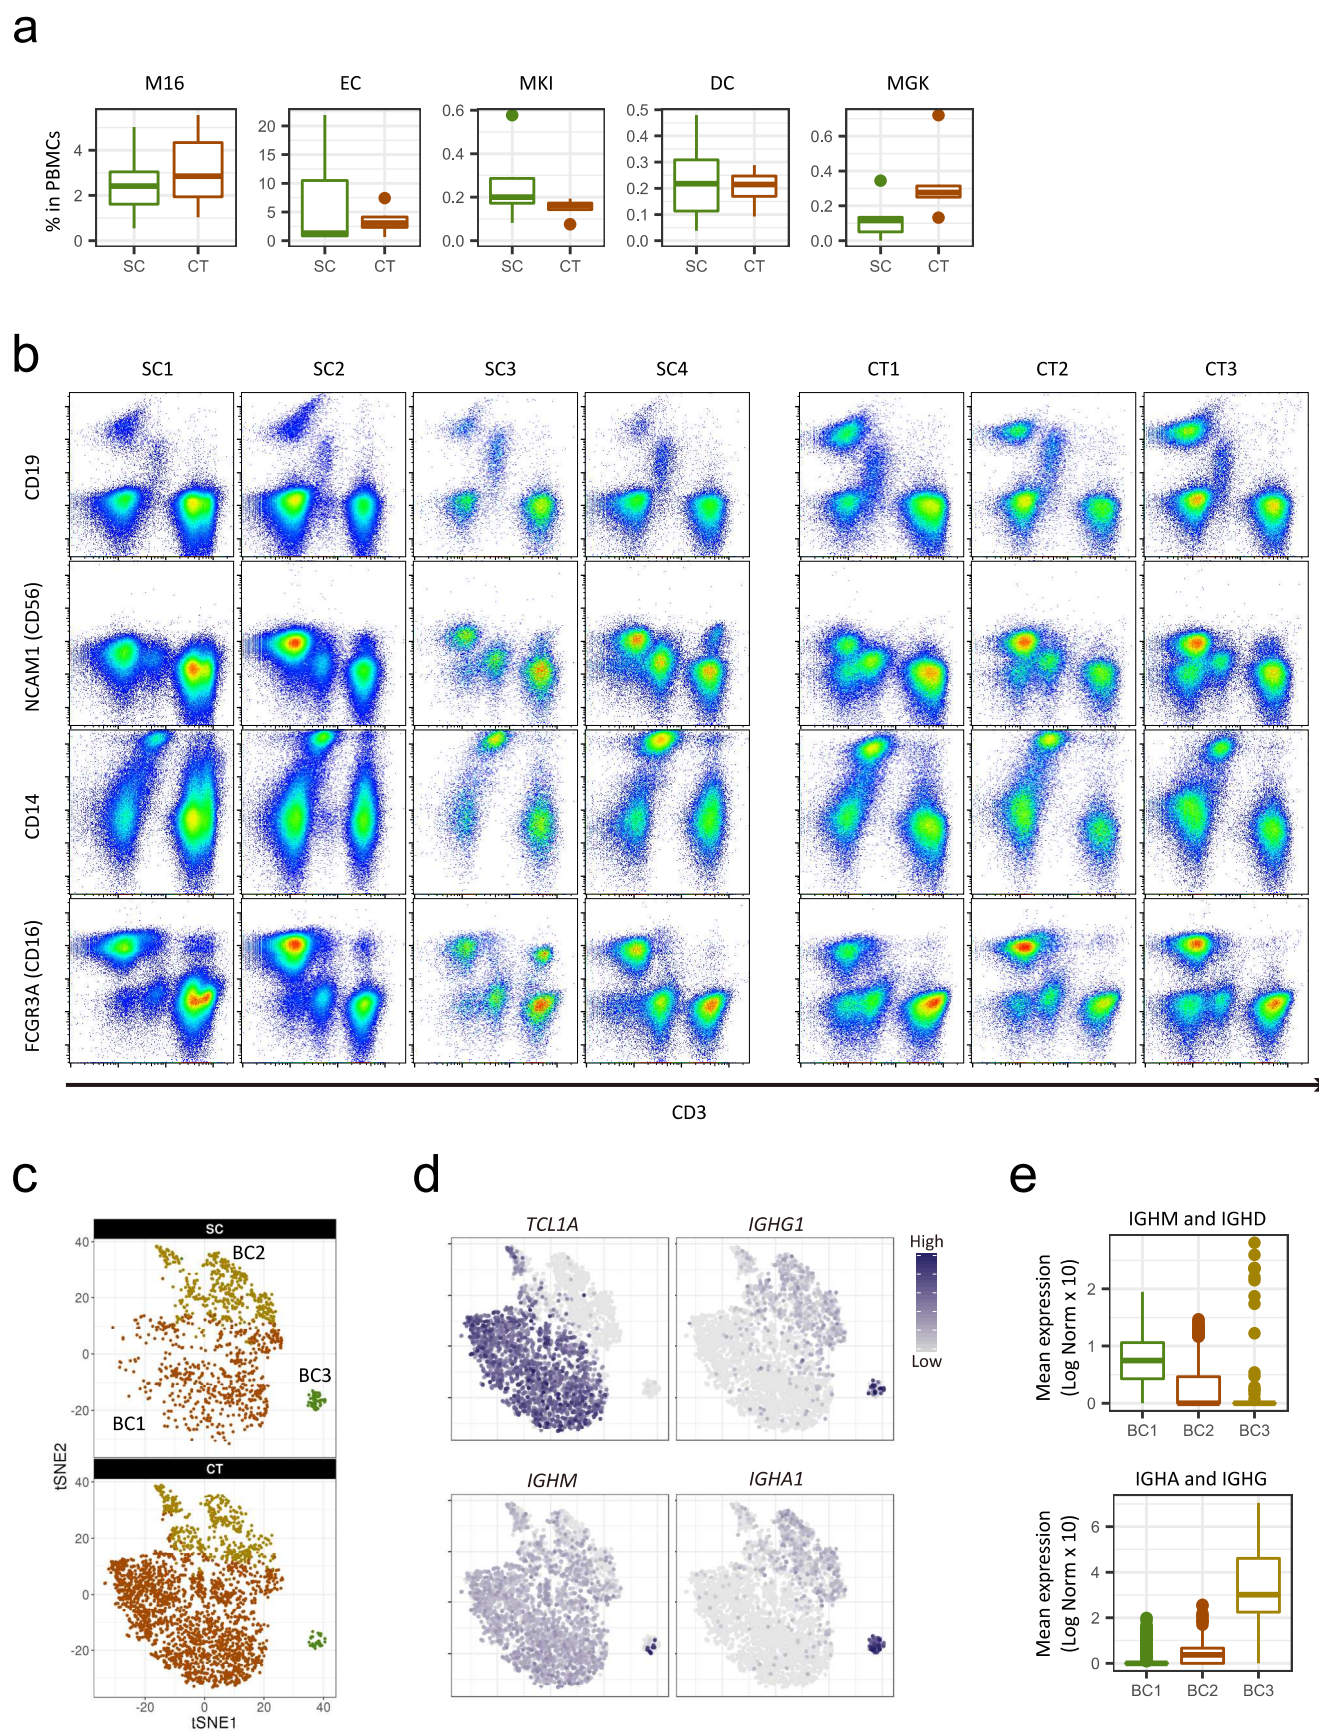 a
M16 EC MKI DC MGK
% in PBMCs
4
2
0
20
15
10
5
0
0.6
0.4
0.2
0.0
0.5
0.4
0.3
0.2
0.1
0.0
0.6
0.4
0.2
0.0
SC CT SC CT SC CT SC CT SC CT
b
SC1 SC2 SC3 SC4 CT1 CT2 CT3
CD19
NCAM1 (CD56)
CD14
FCGR3A (CD16)
CD3
c
SC
BC2
BC3
BC1
40
20
0
-20
CT
40
20
0
-20
-20 0 20 40
tSNE2
tSNE1
d
TCL1A IGHG1
High
Low
IGHM IGHA1
e
IGHM and IGHD
Mean expression
(Log Norm x 10)
2
1
0
BC1 BC2 BC3
IGHA and IGHG
Mean expression
(Log Norm x 10)
6
4
2
0
BC1 BC2 BC3